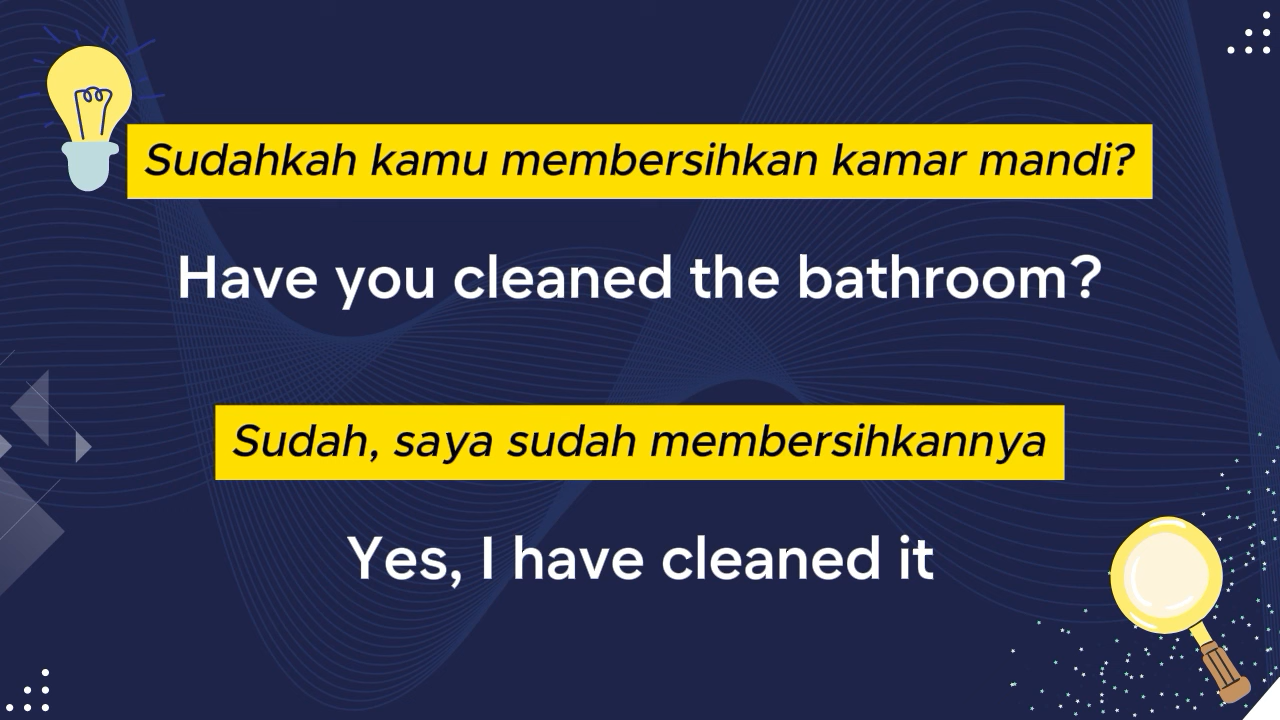 Sudahkah kamu membersihkan kamar mandi?
Have you cleaned the bathroom?
Sudah, saya sudah membersihkannya
Yes, I have cleaned it